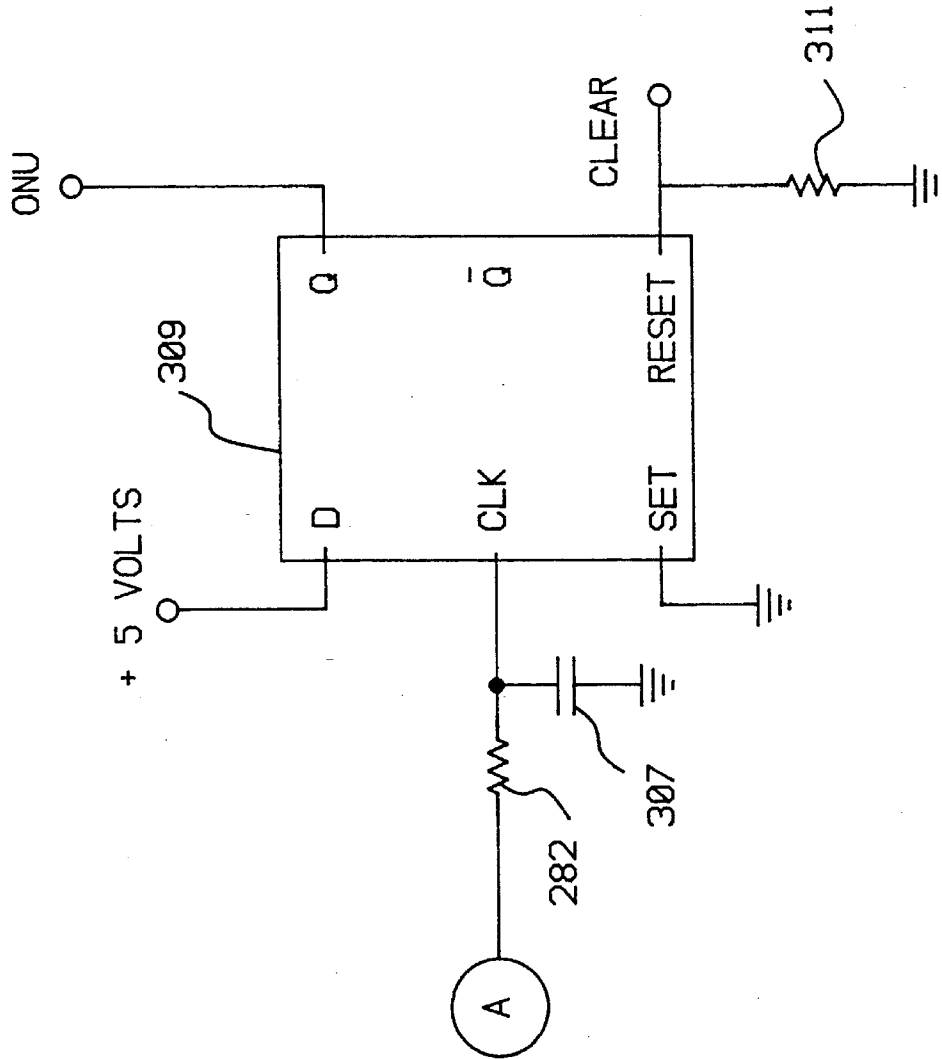 ONU
+ 5 VOLTS
309
D
Q
A
CLK
Q̄
282
CLEAR
307
SET
RESET
311